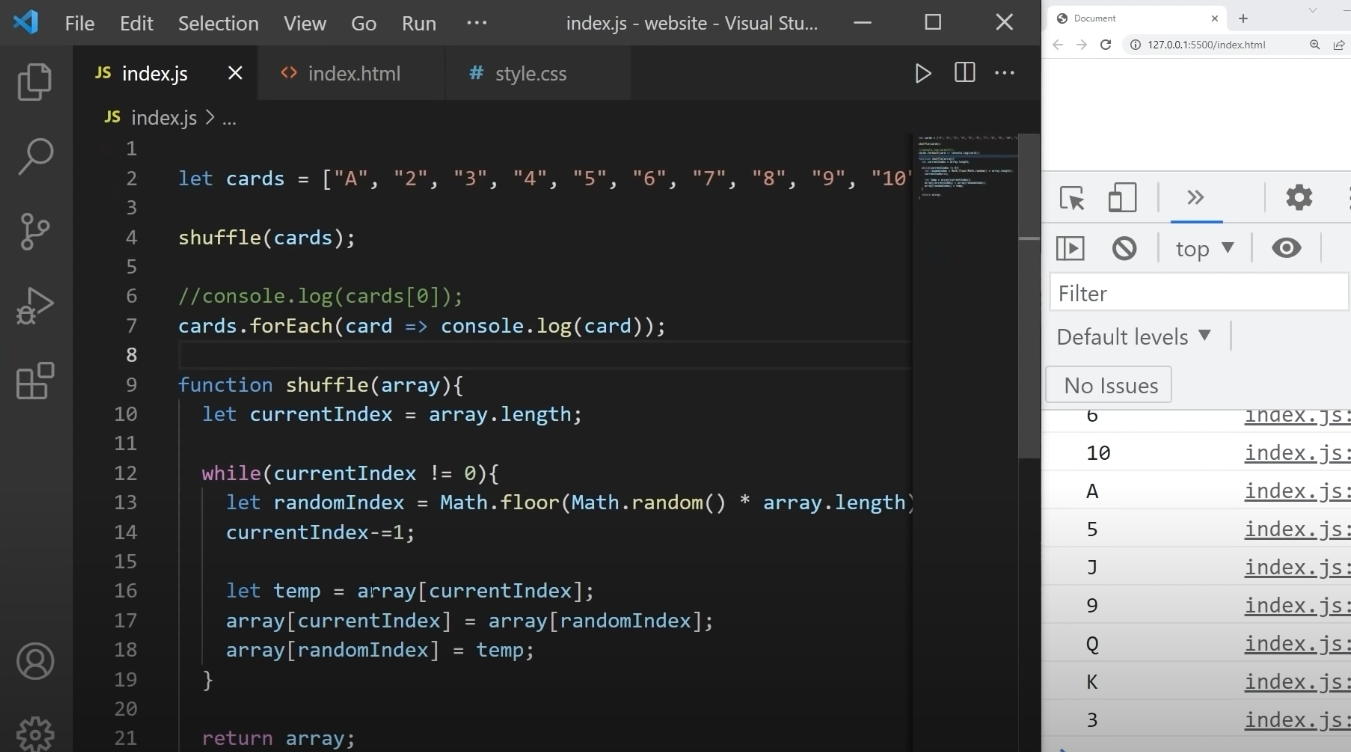 File Edit Selection View Go Run ··· index.js - website - Visual Stu...
JS index.js index.html # style.css
JS index.js > ...
1
2 let cards = ["A", "2", "3", "4", "5", "6", "7", "8", "9", "10"
3
4 shuffle(cards);
5
6 //console.log(cards[0]);
7 cards.forEach(card => console.log(card));
8
9 function shuffle(array){
10 let currentIndex = array.length;
11
12 while(currentIndex != 0){
13 let randomIndex = Math.floor(Math.random() * array.length)
14 currentIndex-=1;
15
16 let temp = array[currentIndex];
17 array[currentIndex] = array[randomIndex];
18 array[randomIndex] = temp;
19 }
20
21 return array;
Document
127.0.0.1:5500/index.html
top
Filter
Default levels
No Issues
6 index.js:
10 index.js:
A index.js:
5 index.js:
J index.js:
9 index.js:
Q index.js:
K index.js:
3 index.js: